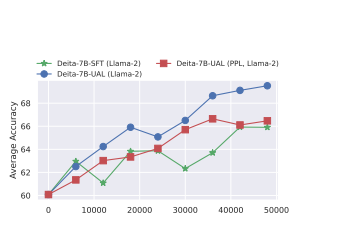 Deita-7B-SFT (Llama-2)
Deita-7B-UAL (PPL, Llama-2)
Deita-7B-UAL (Llama-2)
Average Accuracy
68
66
64
62
60
0 10000 20000 30000 40000 50000